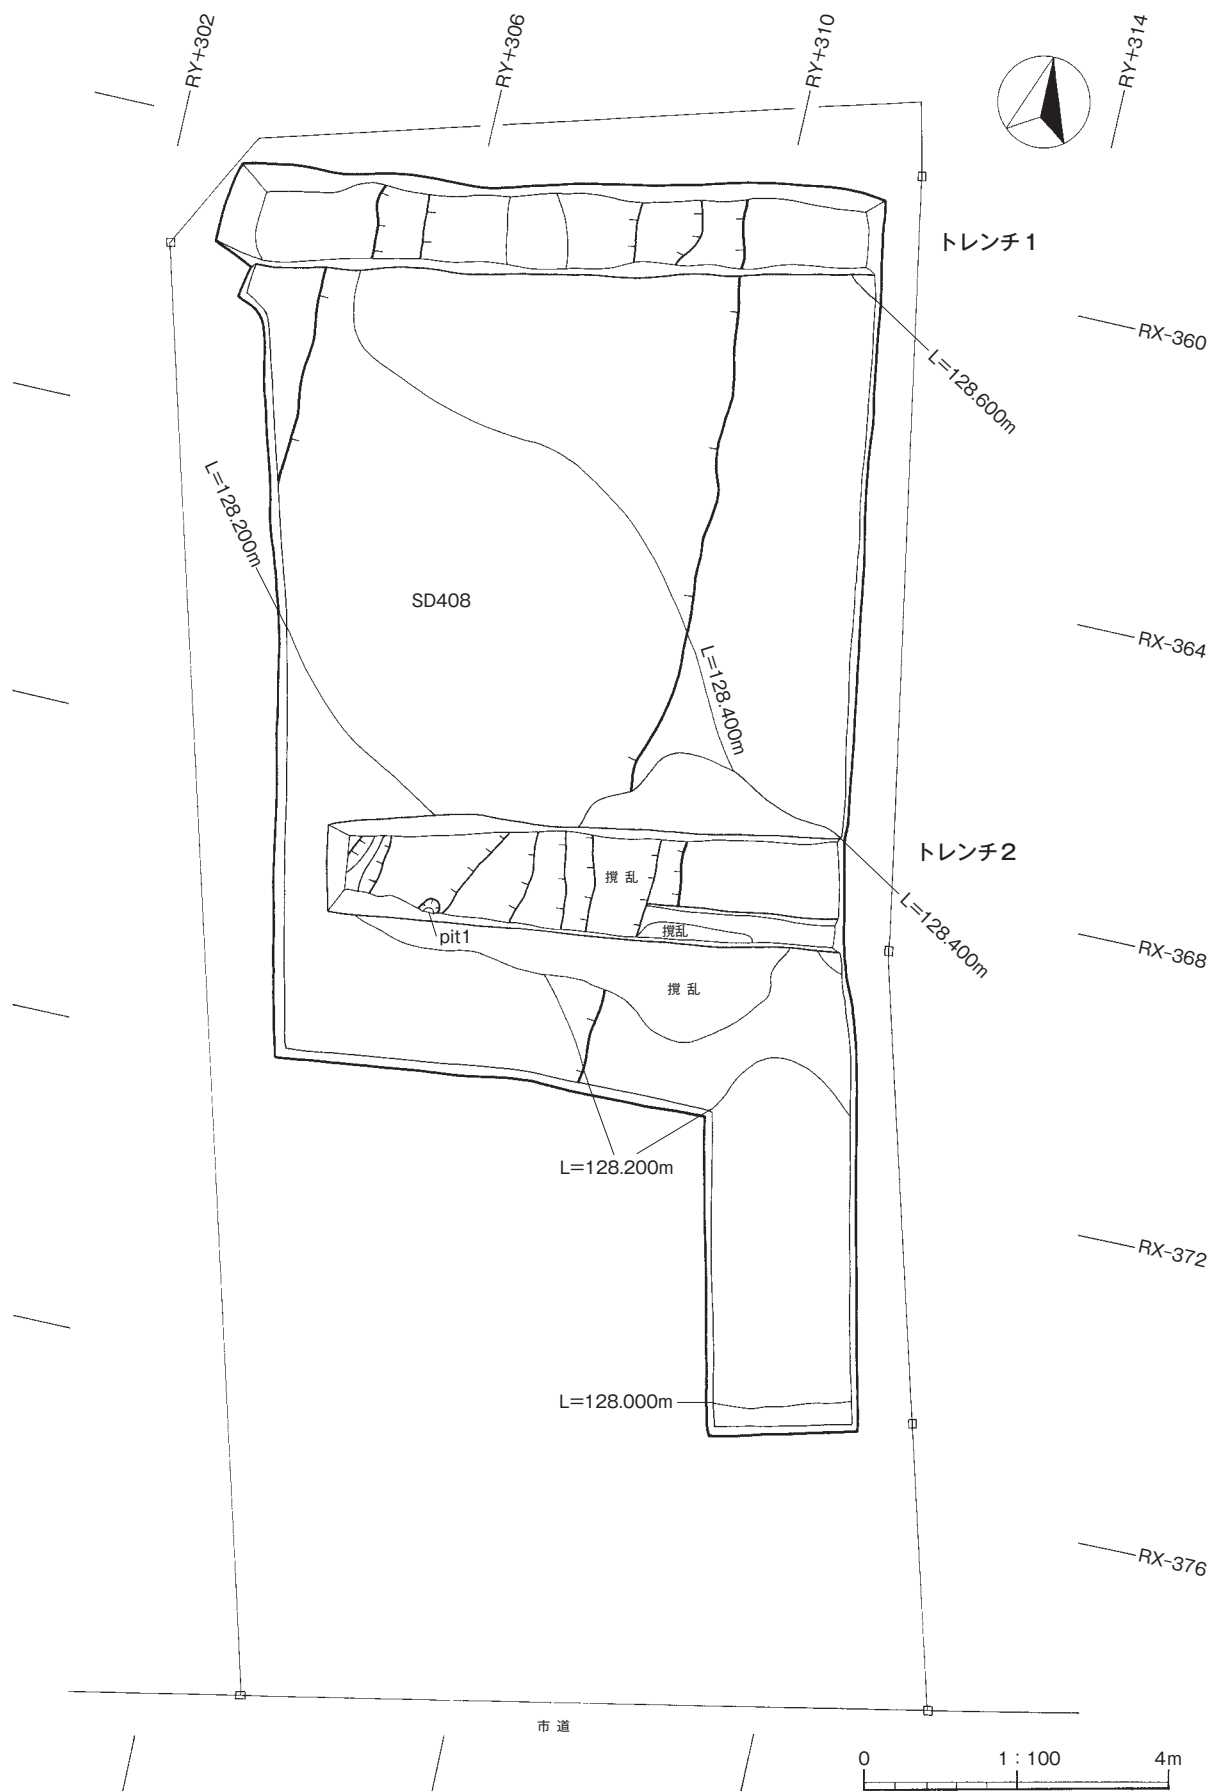 RY+302
RY+306
RY+310
RY+314
トレンチ1
RX-360
L=128.600m
L=128.200m
SD408
RX-364
L=128.400m
トレンチ2
撹乱
L=128.400m
撹乱
pit1
RX-368
撹乱
L=128.200m
RX-372
L=128.000m
RX-376
市道
0 1:100 4m